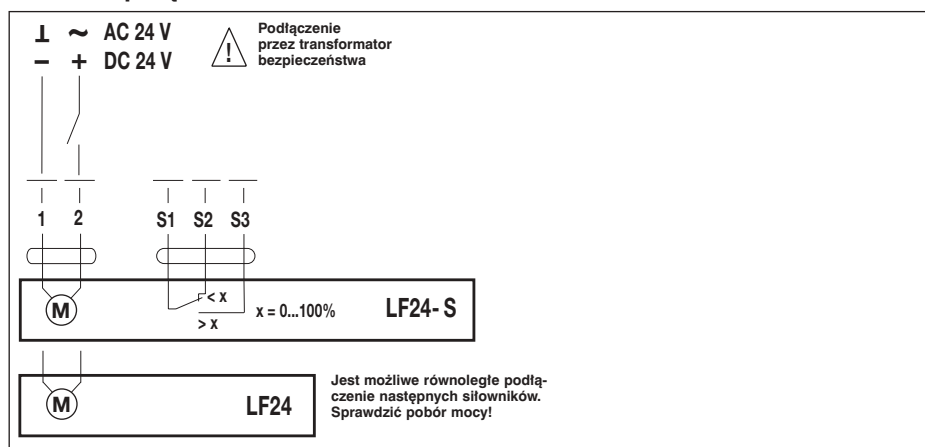 ⊥ ~ AC 24 V
− + DC 24 V
Podłączenie
przez transformator
bezpieczeństwa
!
1 2 S1 S2 S3
M
< x
> x
x = 0...100%
LF24- S
M
LF24
Jest możliwe równoległe podłą-
czenie następnych siłowników.
Sprawdzić pobór mocy!